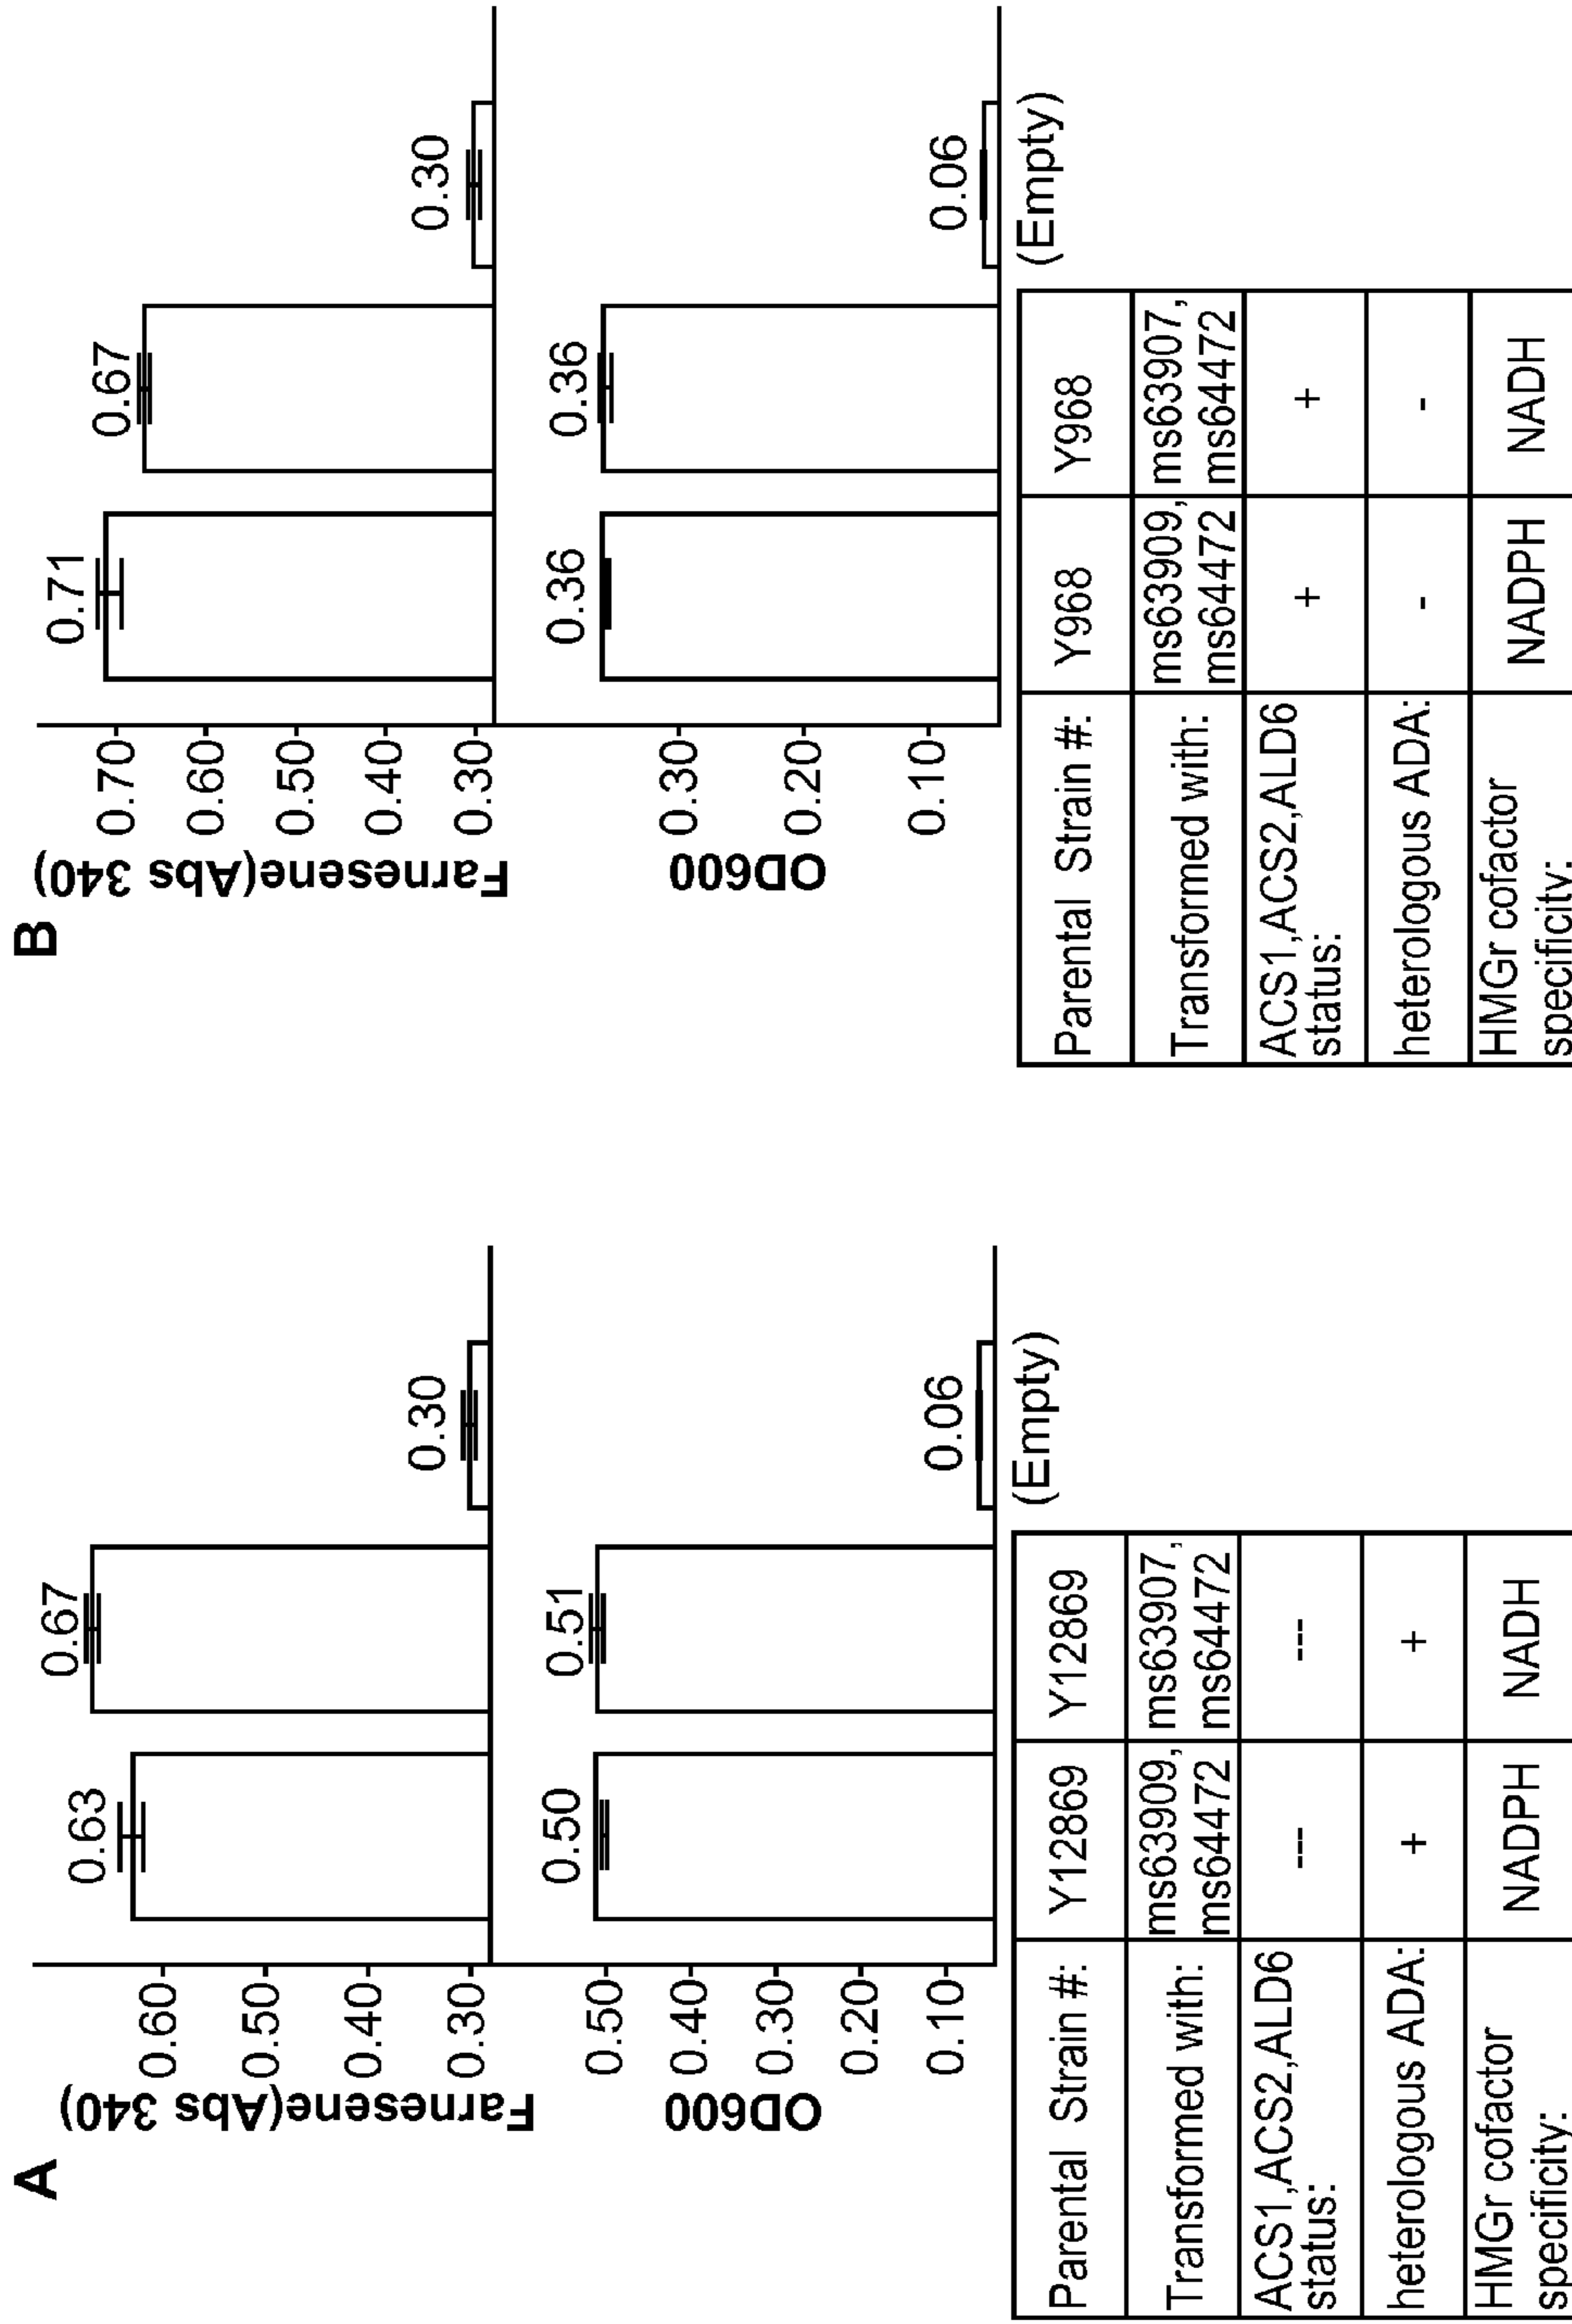 A
Farnesene(Abs 340)
0.60
0.50
0.40
0.30
0.63
0.67
0.30
OD600
0.50
0.40
0.30
0.20
0.10
0.50
0.51
0.06
(Empty)
Parental Strain #: Y12869 Y12869
Transformed with: ms63909, ms63907,
ms64472 ms64472
ACS1,ACS2,ALD6 --- ---
status:
heterologous ADA: + +
HMGr cofactor NADPH NADH
specificity:
B
Farnesene(Abs 340)
0.70
0.60
0.50
0.40
0.30
0.71
0.67
0.30
OD600
0.30
0.20
0.10
0.36
0.36
0.06
(Empty)
Parental Strain #: Y968 Y968
Transformed with: ms63909, ms63907,
ms64472 ms64472
ACS1,ACS2,ALD6 + +
status:
heterologous ADA: - -
HMGr cofactor NADPH NADH
specificity: